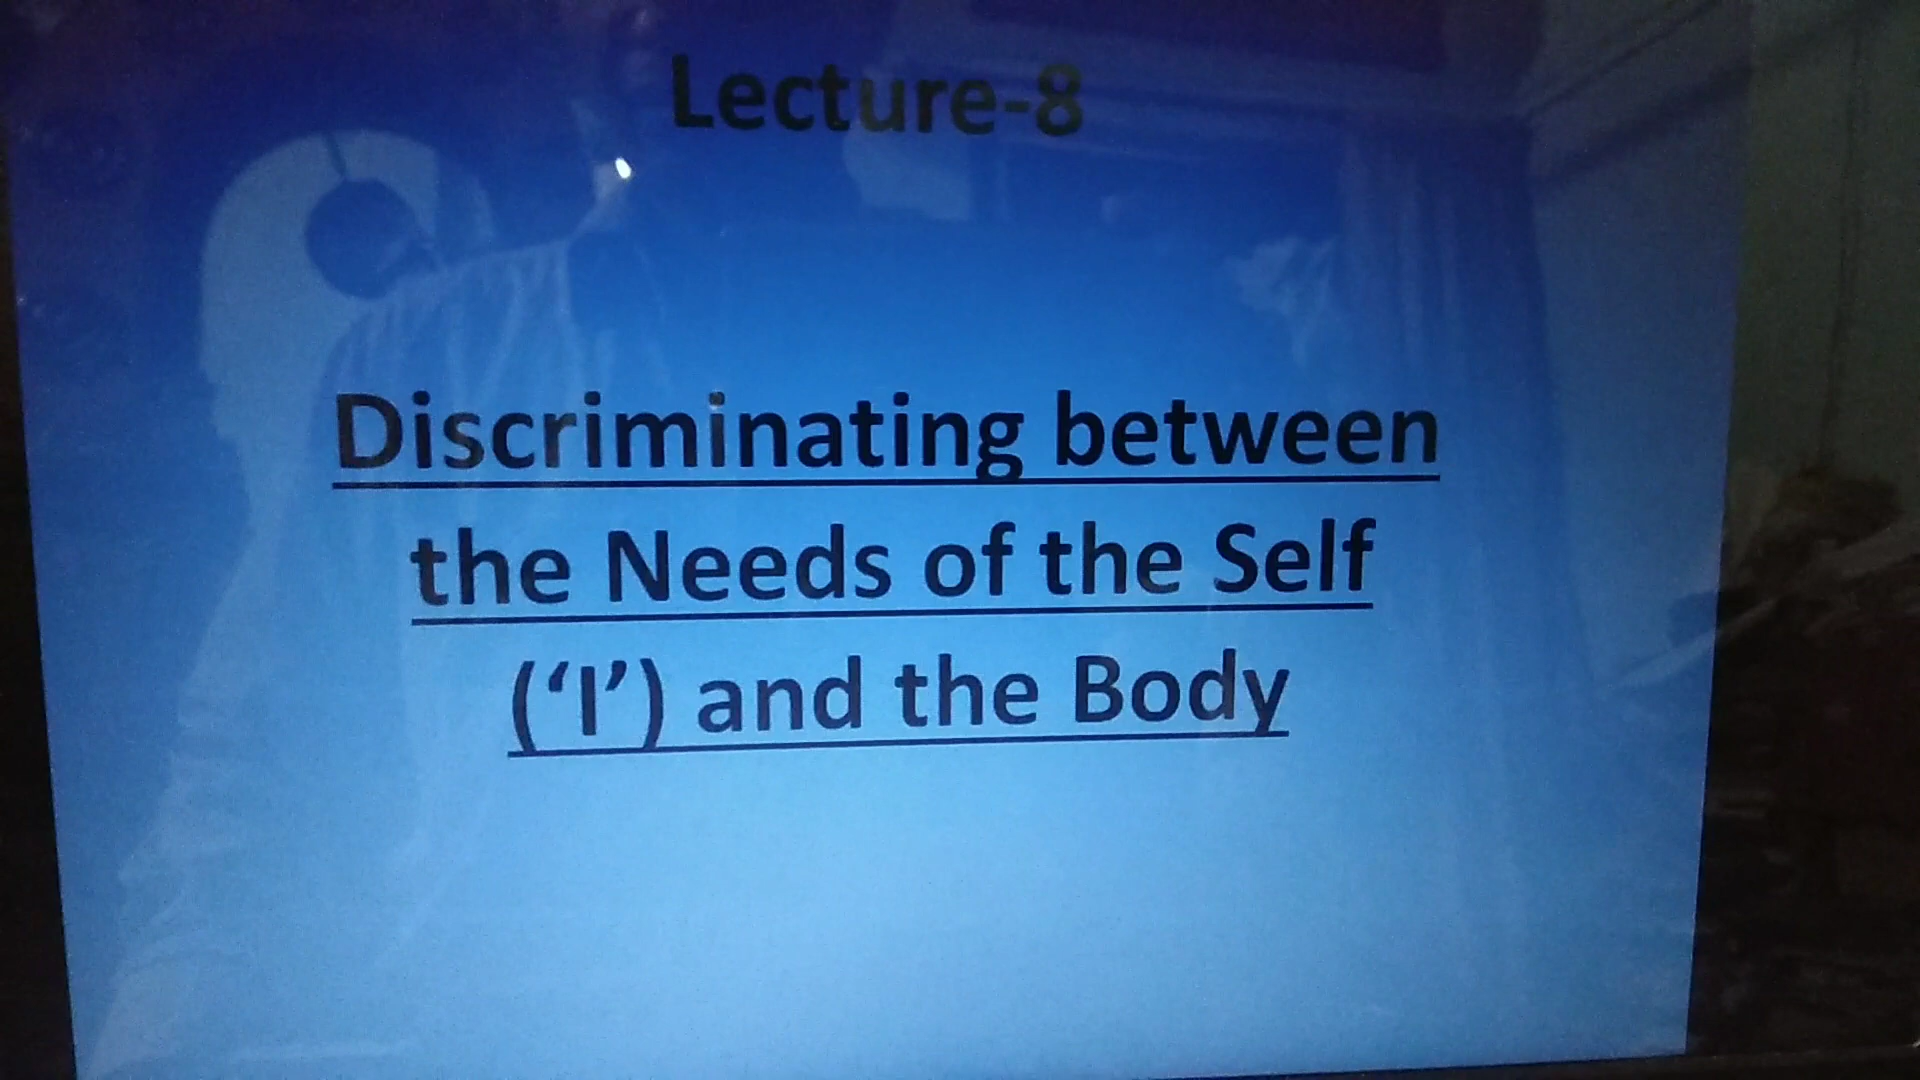 Lecture-8
Discriminating between
the Needs of the Self
(‘I’) and the Body